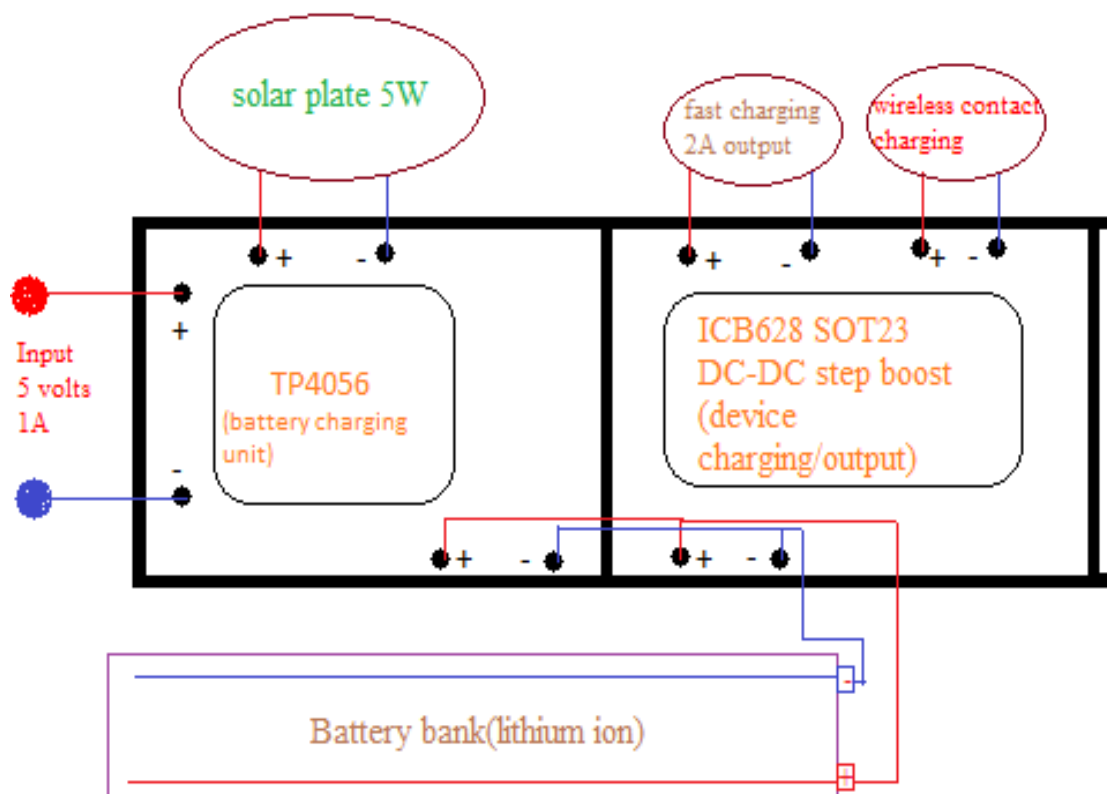 solar plate 5W
fast charging
2A output
wireless contact
charging
+ -
+ -
+ -
+
Input
5 volts
1A
-
TP4056
(battery charging
unit)
ICB628 SOT23
DC-DC step boost
(device
charging/output)
+ -
+ -
-
Battery bank(lithium ion)
+